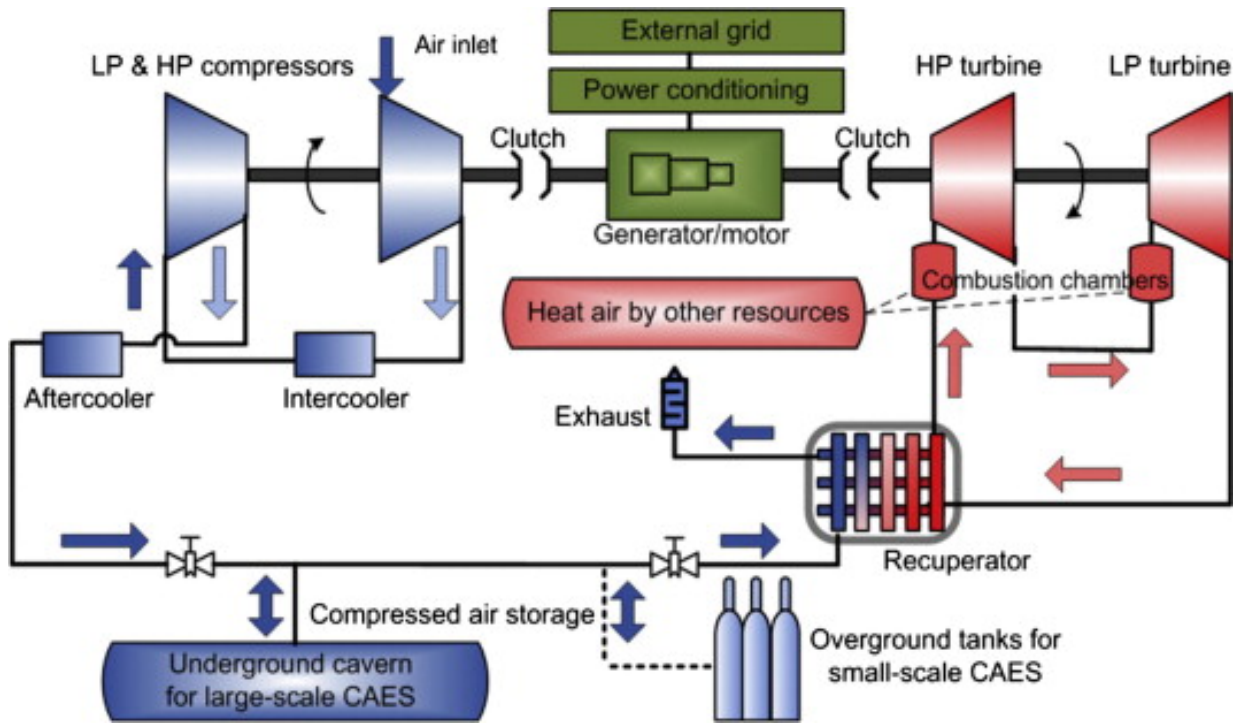 External grid
Air inlet
LP & HP compressors
HP turbine
LP turbine
Power conditioning
Clutch
Clutch
Generator/motor
Combustion chambers
Heat air by other resources
Aftercooler
Intercooler
Exhaust
Recuperator
Compressed air storage
Underground cavern
for large-scale CAES
Overground tanks for
small-scale CAES